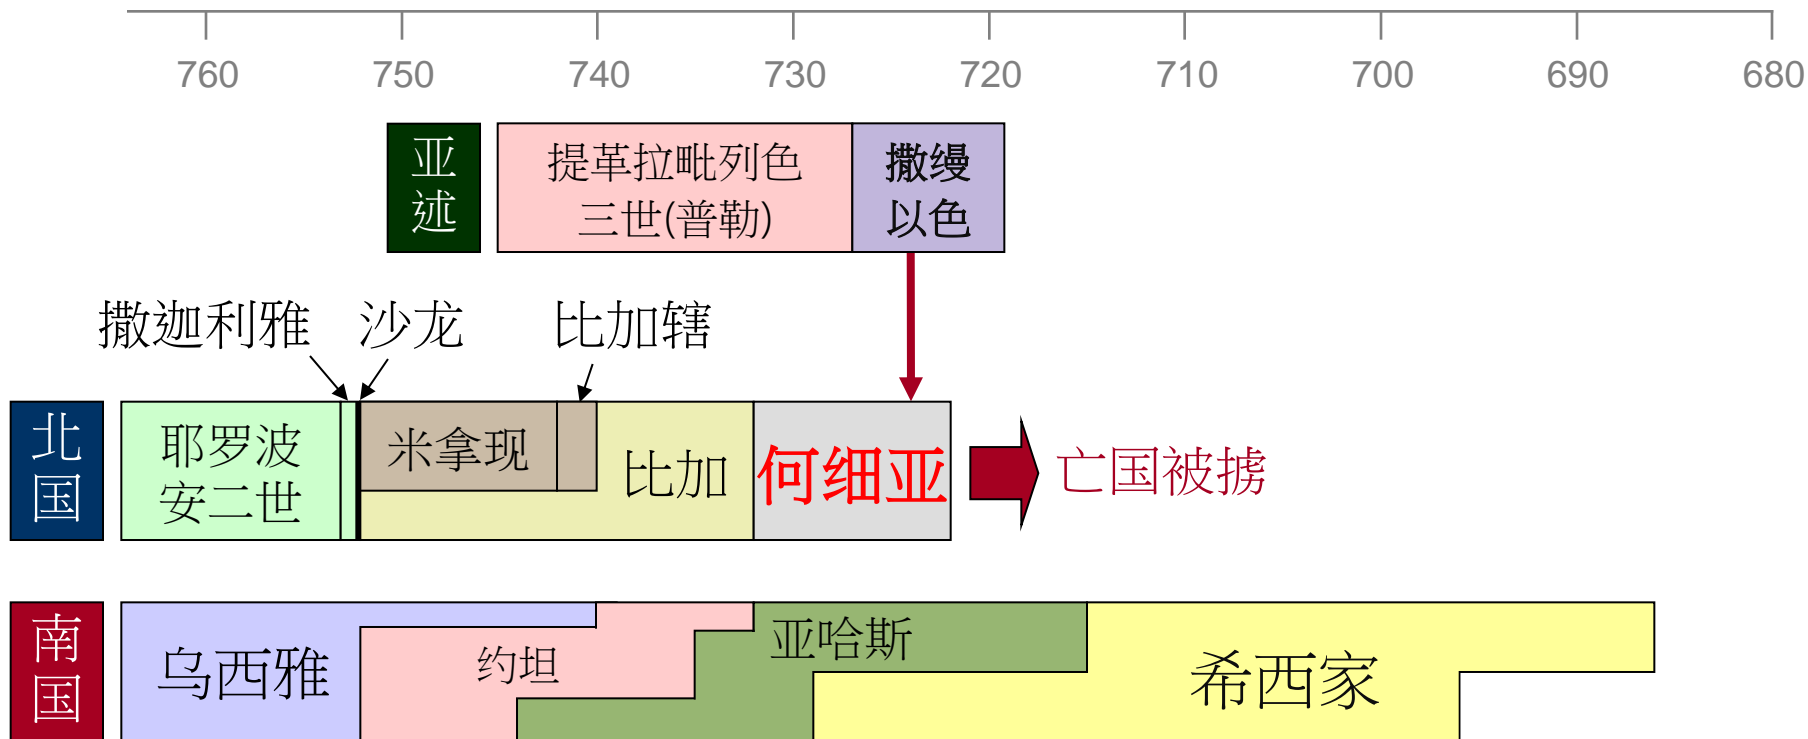 760 750 740 730 720 710 700 690 680
亚述
提革拉毗列色
三世(普勒)
撒缦
以色
撒迦利雅
沙龙
比加辖
北国
耶罗波
安二世
米拿现
比加
何细亚
亡国被掳
南国
乌西雅
约坦
亚哈斯
希西家